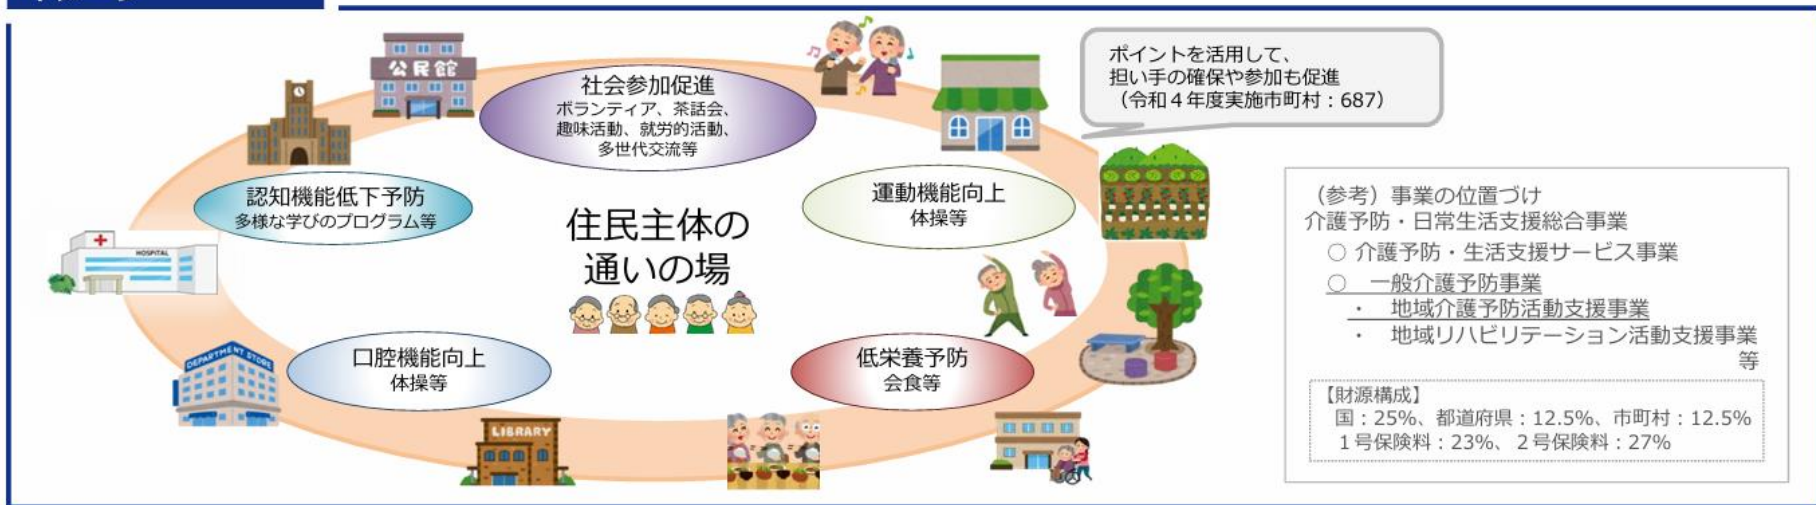 公民館
社会参加促進
ボランティア、茶話会、
趣味活動、就労的活動、
多世代交流等
ポイントを活用して、
担い手の確保や参加も促進
（令和４年度実施市町村：687）
認知機能低下予防
多様な学びのプログラム等
運動機能向上
体操等
住民主体の
通いの場
HOSPITAL
口腔機能向上
体操等
低栄養予防
会食等
DEPARTMENT STORE
LIBRARY
（参考）事業の位置づけ
介護予防・日常生活支援総合事業
○ 介護予防・生活支援サービス事業
○　一般介護予防事業
・　地域介護予防活動支援事業
・　地域リハビリテーション活動支援事業
等
【財源構成】
国：25%、都道府県：12.5%、市町村：12.5%
１号保険料：23%、２号保険料：27%